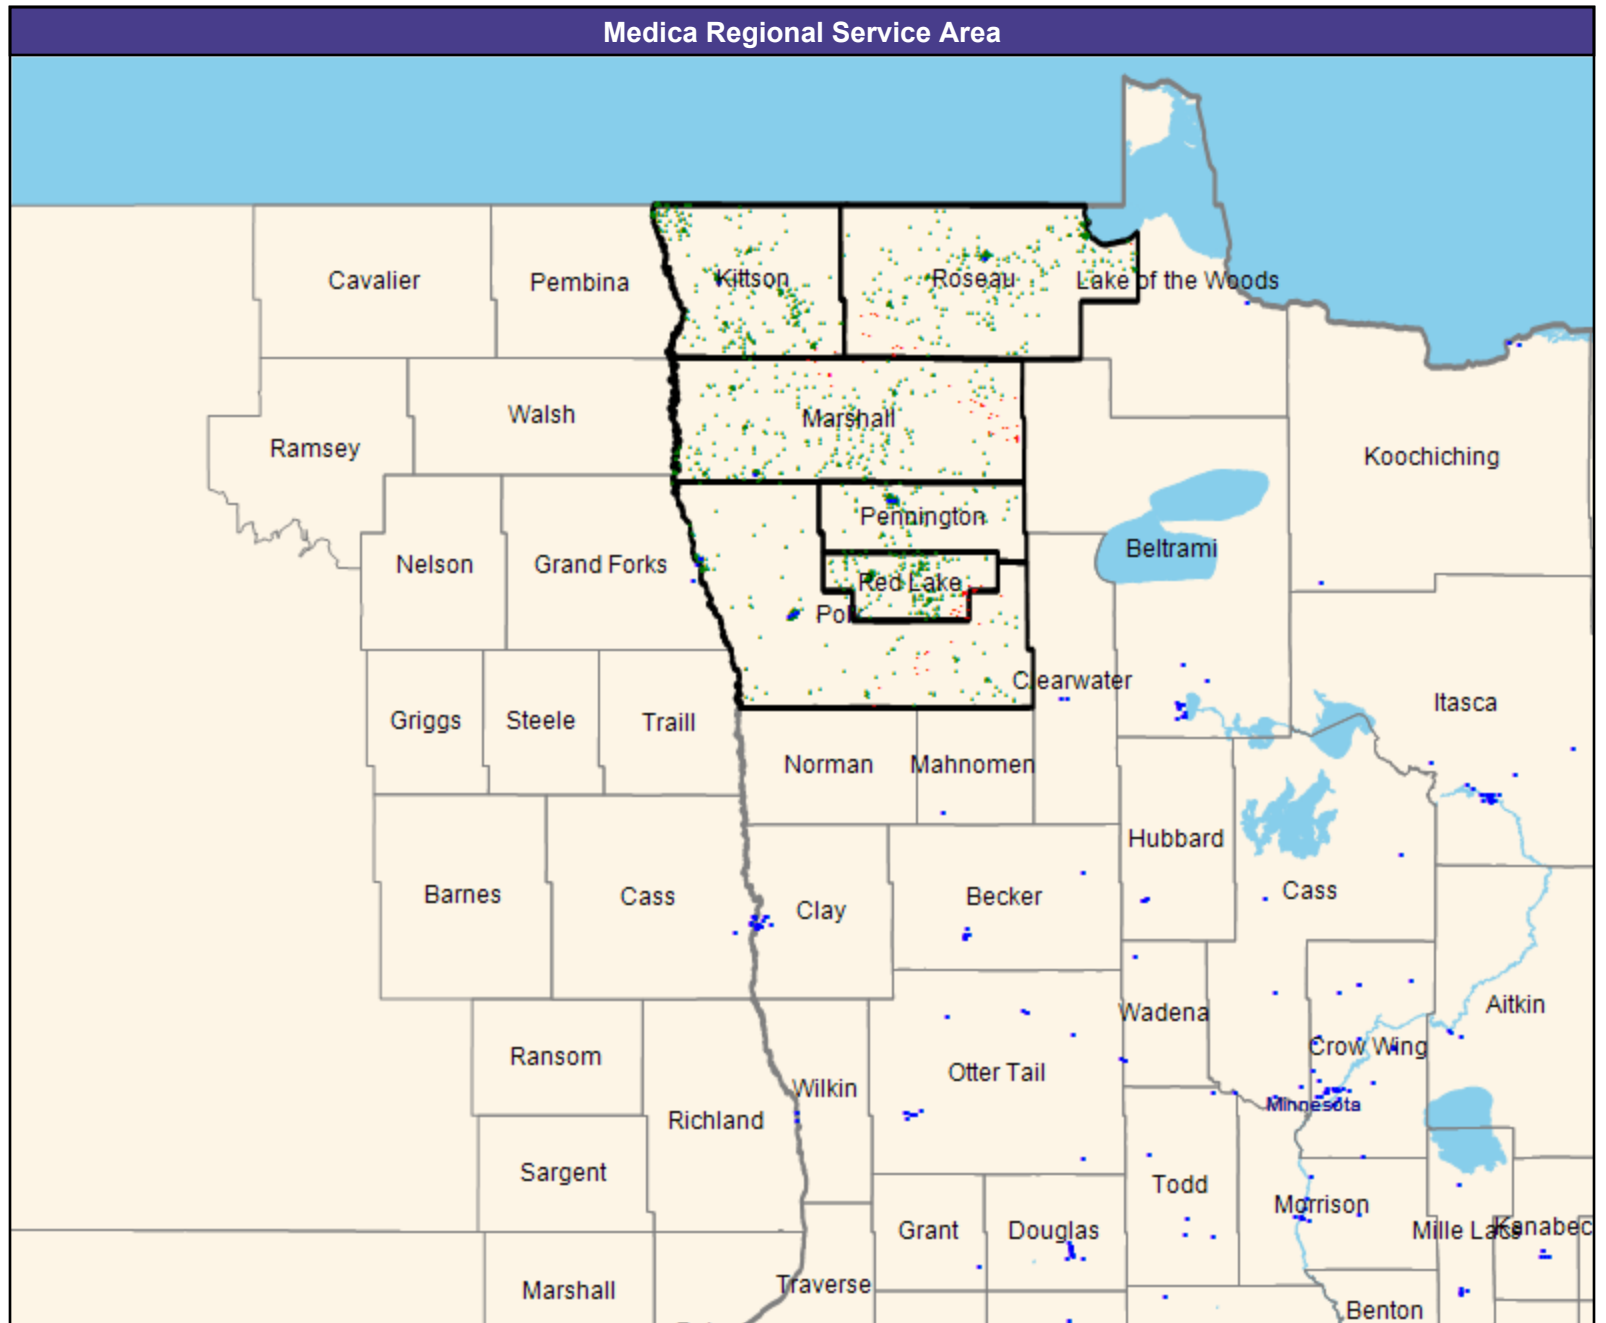 Medica Regional Service Area
Cavalier
Pembina
Kittson
Roseau
Lake of the Woods
Walsh
Marshall
Ramsey
Koochiching
Pennington
Nelson
Grand Forks
Beltrami
Red Lake
Polk
Clearwater
Griggs
Steele
Traill
Itasca
Norman
Mahnomen
Hubbard
Barnes
Cass
Clay
Becker
Cass
Wadena
Aitkin
Ransom
Otter Tail
Crow Wing
Wilkin
Minnesota
Richland
Sargent
Todd
Morrison
Grant
Douglas
Mille Lacs
Kanabec
Marshall
Traverse
Benton